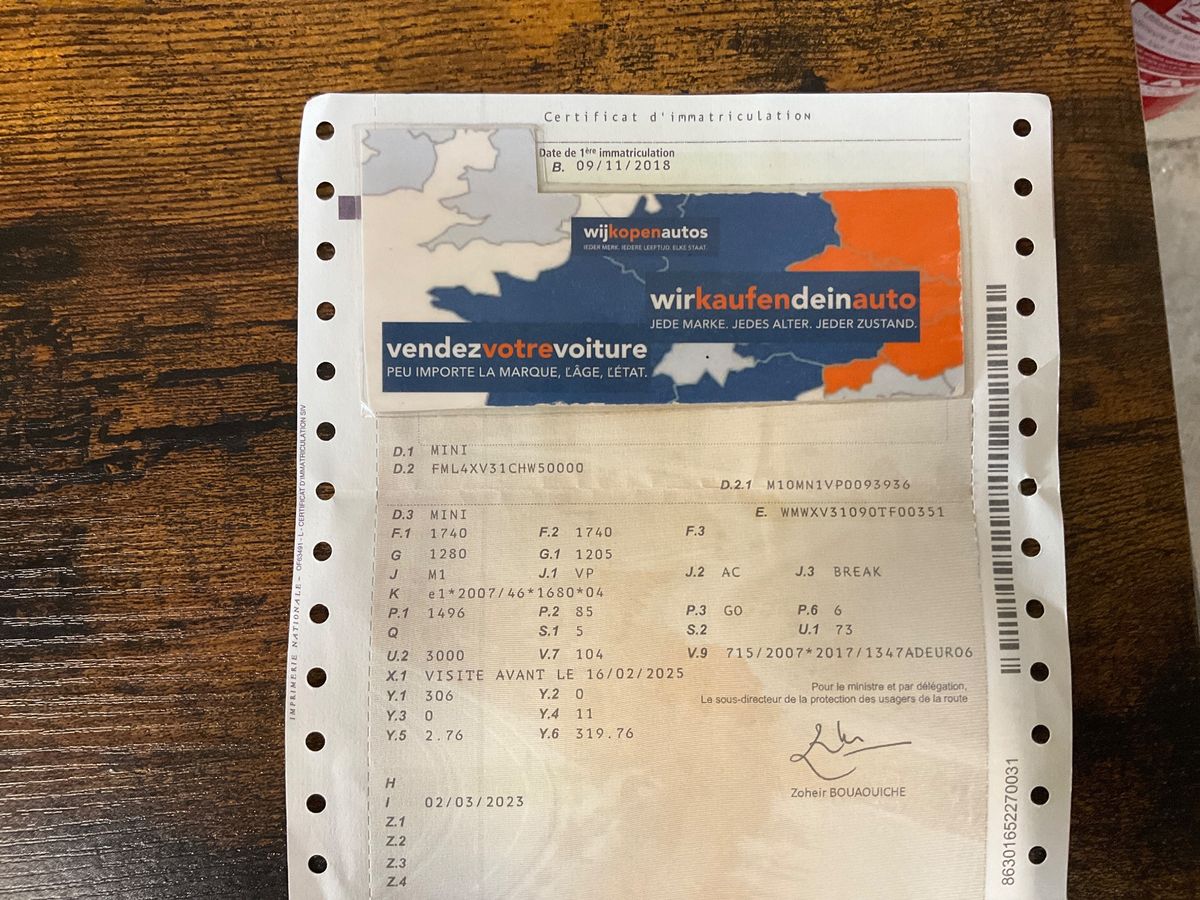 Certificat d'immatriculation
Date de 1ère immatriculation
B. 09/11/2018
wijkopenautos
IEDER MERK. IEDERE LEEFTIJD. ELKE STAAT.
wirkaufendeinauto
JEDE MARKE. JEDES ALTER. JEDER ZUSTAND.
vendezvotrevoiture
PEU IMPORTE LA MARQUE, L'ÂGE, L'ÉTAT.
D.1 MINI
D.2 FML4XV31CHW50000
D.2.1 M10MN1VP0093936
D.3 MINI E. WMWXV31090TF00351
F.1 1740 F.2 1740 F.3
G 1280 G.1 1205
J M1 J.1 VP J.2 AC J.3 BREAK
K e1*2007/46*1680*04
P.1 1496 P.2 85 P.3 GO P.6 6
Q S.1 5 S.2 U.1 73
U.2 3000 V.7 104 V.9 715/2007*2017/1347ADEURO6
X.1 VISITE AVANT LE 16/02/2025
Y.1 306 Y.2 0
Pour le ministre et par délégation,
Le sous-directeur de la protection des usagers de la route
Y.3 0 Y.4 11
Y.5 2.76 Y.6 319.76
Zoheir BOUAOUICHE
H
I 02/03/2023
Z.1
Z.2
Z.3
Z.4
IMPRIMERIE NATIONALE - OF63491 - L - CERTIFICAT D'IMMATRICULATION SIV
86301652270031